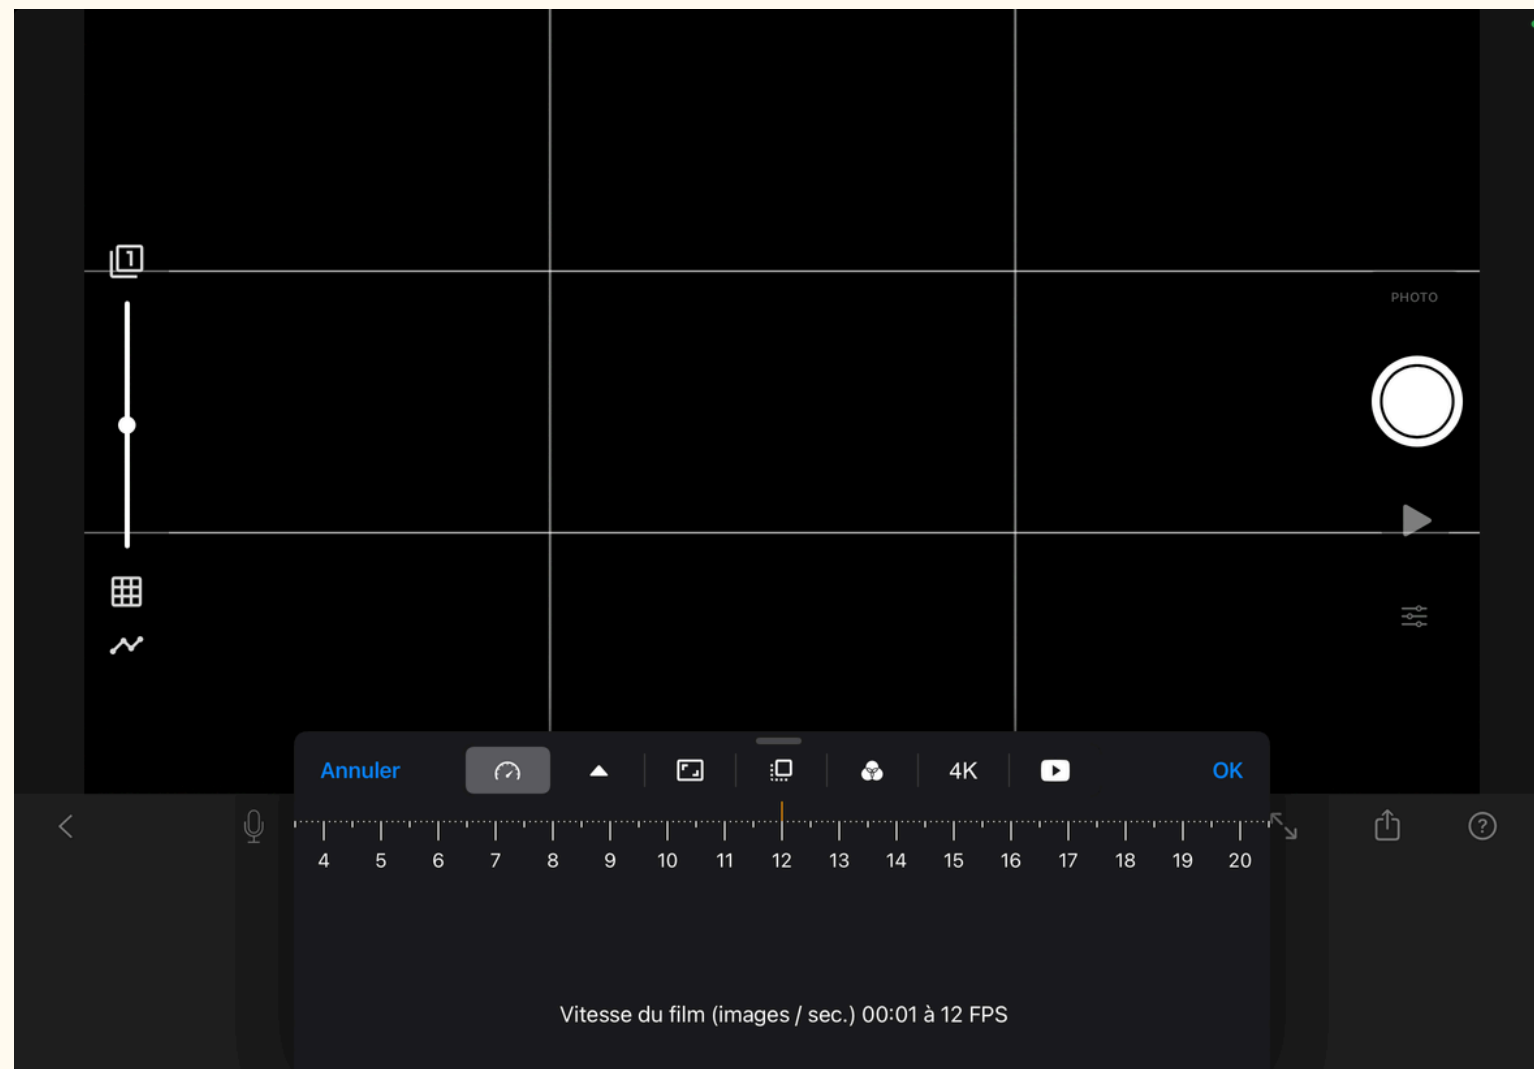 1
PHOTO
Annuler 4K OK
4 5 6 7 8 9 10 11 12 13 14 15 16 17 18 19 20
?
Vitesse du film (images / sec.) 00:01 à 12 FPS